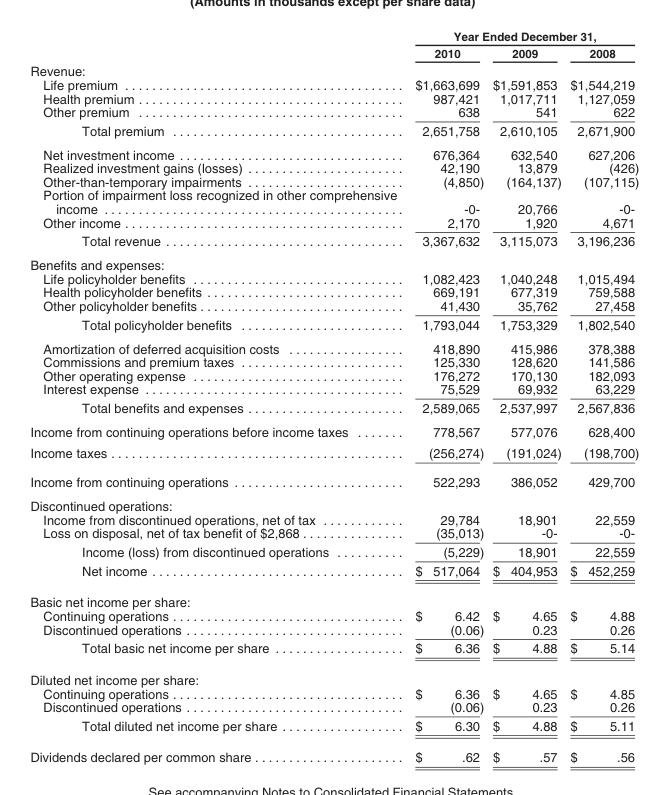 (Amounts in thousands except per share data)
Year Ended December 31,
2010 2009 2008
Revenue:
Life premium $1,663,699 $1,591,853 $1,544,219
Health premium 987,421 1,017,711 1,127,059
Other premium 638 541 622
Total premium 2,651,758 2,610,105 2,671,900
Net investment income 676,364 632,540 627,206
Realized investment gains (losses) 42,190 13,879 (426)
Other-than-temporary impairments (4,850) (164,137) (107,115)
Portion of impairment loss recognized in other comprehensive
income -0- 20,766 -0-
Other income 2,170 1,920 4,671
Total revenue 3,367,632 3,115,073 3,196,236
Benefits and expenses:
Life policyholder benefits 1,082,423 1,040,248 1,015,494
Health policyholder benefits 669,191 677,319 759,588
Other policyholder benefits 41,430 35,762 27,458
Total policyholder benefits 1,793,044 1,753,329 1,802,540
Amortization of deferred acquisition costs 418,890 415,986 378,388
Commissions and premium taxes 125,330 128,620 141,586
Other operating expense 176,272 170,130 182,093
Interest expense 75,529 69,932 63,229
Total benefits and expenses 2,589,065 2,537,997 2,567,836
Income from continuing operations before income taxes 778,567 577,076 628,400
Income taxes (256,274) (191,024) (198,700)
Income from continuing operations 522,293 386,052 429,700
Discontinued operations:
Income from discontinued operations, net of tax 29,784 18,901 22,559
Loss on disposal, net of tax benefit of $2,868 (35,013) -0- -0-
Income (loss) from discontinued operations (5,229) 18,901 22,559
Net income $ 517,064 $ 404,953 $ 452,259
Basic net income per share:
Continuing operations $ 6.42 $ 4.65 $ 4.88
Discontinued operations (0.06) 0.23 0.26
Total basic net income per share $ 6.36 $ 4.88 $ 5.14
Diluted net income per share:
Continuing operations $ 6.36 $ 4.65 $ 4.85
Discontinued operations (0.06) 0.23 0.26
Total diluted net income per share $ 6.30 $ 4.88 $ 5.11
Dividends declared per common share $ .62 $ .57 $ .56
See accompanying Notes to Consolidated Financial Statements